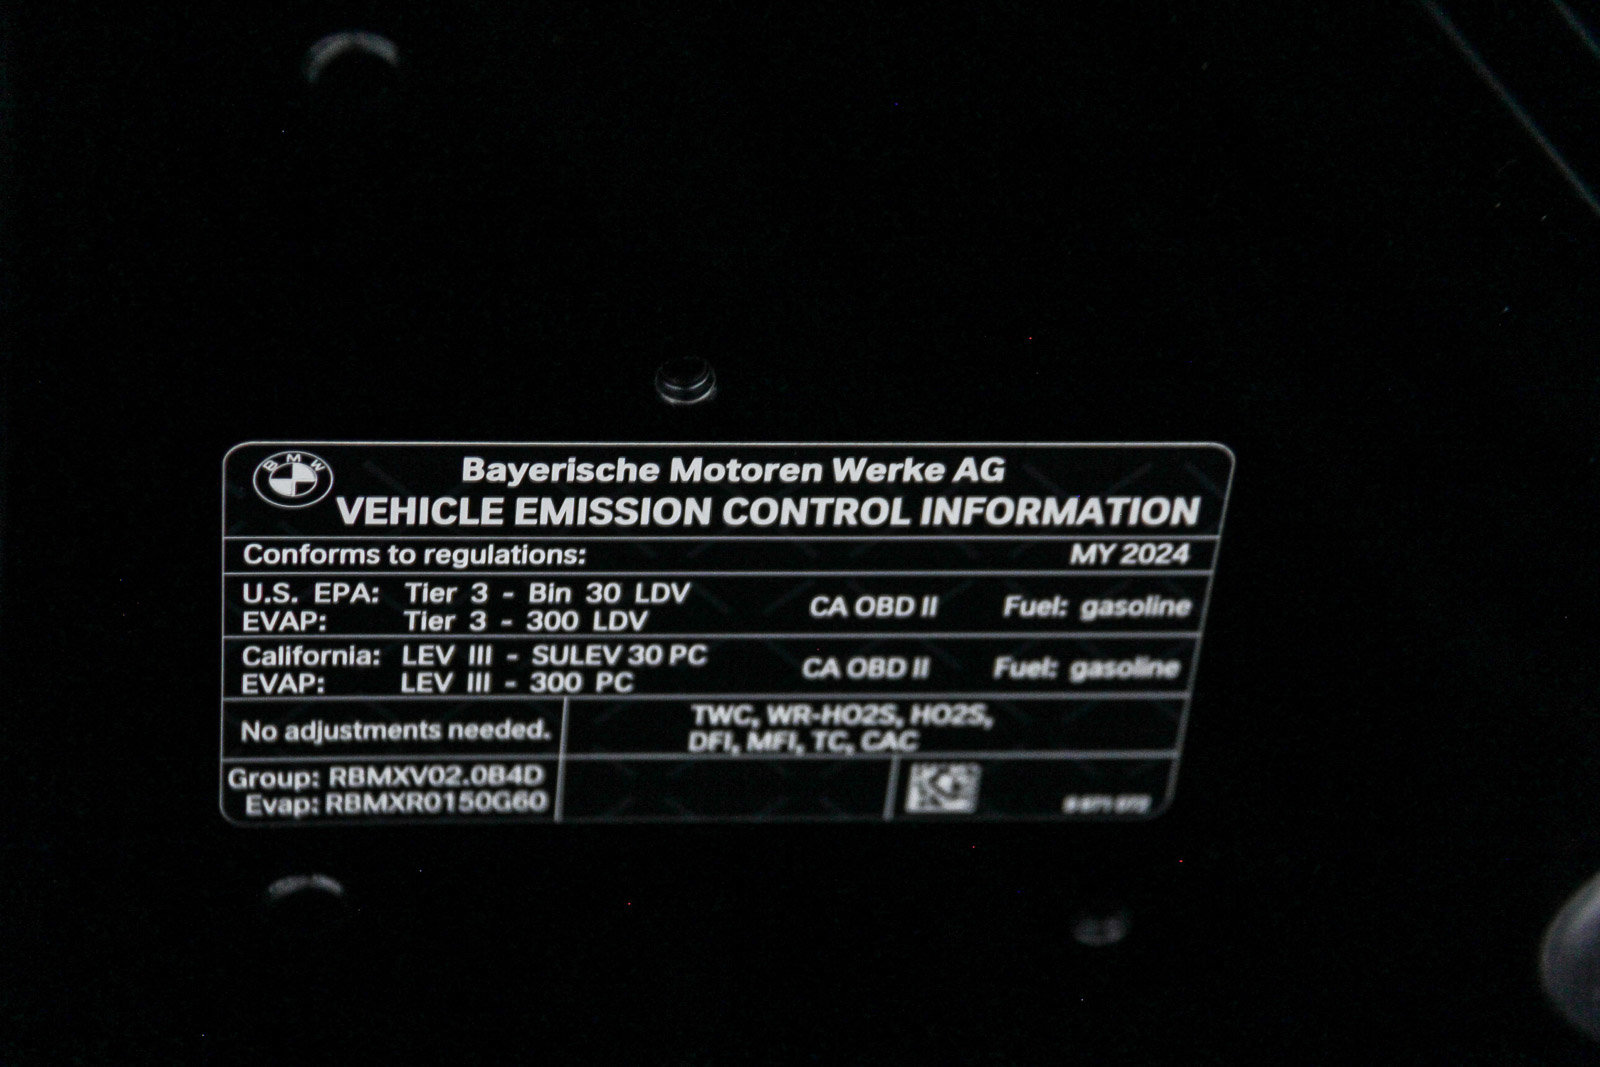 BMW
Bayerische Motoren Werke AG
VEHICLE EMISSION CONTROL INFORMATION
Conforms to regulations: MY 2024
U.S. EPA: Tier 3 - Bin 30 LDV CA OBD II Fuel: gasoline
EVAP: Tier 3 - 300 LDV
California: LEV III - SULEV 30 PC CA OBD II Fuel: gasoline
EVAP: LEV III - 300 PC
No adjustments needed. TWC, WR-HO2S, HO2S,
DFI, MFI, TC, CAC
Group: RBMXV02.0B4D
Evap: RBMXR0150G60